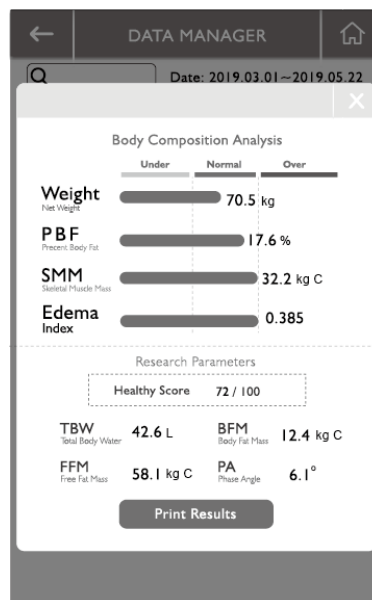 DATA MANAGER
Date: 2019.03.01~2019.05.22
Body Composition Analysis
Under Normal Over
Weight 70.5 kg
Net Weight
PBF 17.6 %
Precent Body Fat
SMM 32.2 kg C
Skeletal Muscle Mass
Edema 0.385
Index
Research Parameters
Healthy Score 72 / 100
TBW 42.6 L BFM 12.4 kg C
Total Body Water Body Fat Mass
FFM 58.1 kg C PA 6.1°
Free Fat Mass Phase Angle
Print Results